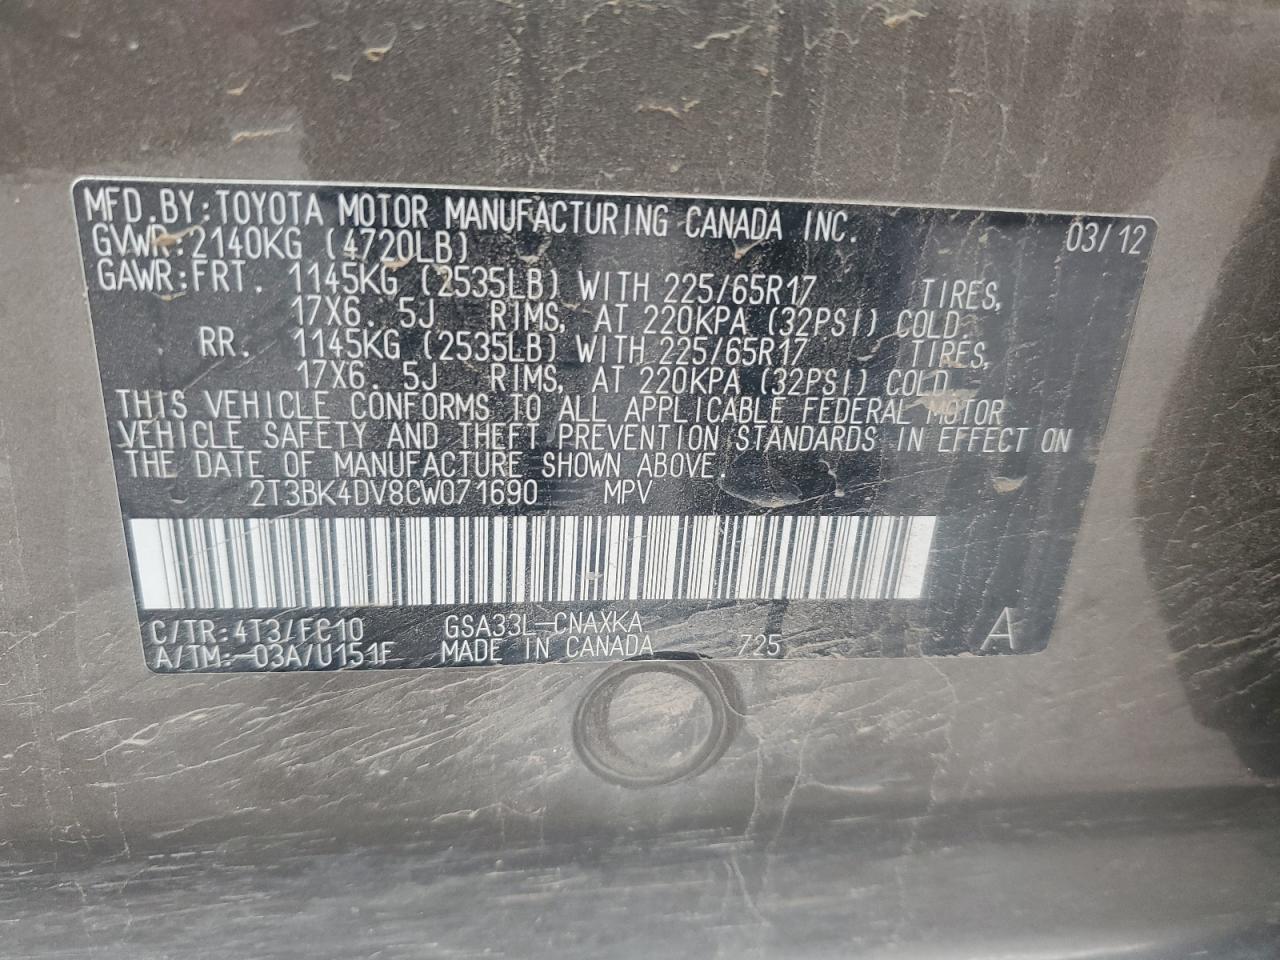 MFD.BY:TOYOTA MOTOR MANUFACTURING CANADA INC.
GVWR:2140KG (4720LB) 03/12
GAWR:FRT. 1145KG (2535LB) WITH 225/65R17 TIRES,
17X6.5J RIMS, AT 220KPA (32PSI) COLD
RR. 1145KG (2535LB) WITH 225/65R17 TIRES,
17X6.5J RIMS, AT 220KPA (32PSI) COLD
THIS VEHICLE CONFORMS TO ALL APPLICABLE FEDERAL MOTOR
VEHICLE SAFETY AND THEFT PREVENTION STANDARDS IN EFFECT ON
THE DATE OF MANUFACTURE SHOWN ABOVE.
2T3BK4DV8CW071690 MPV
C/TR:4T3/FC10 GSA33L-CNAXKA
A/TM:-03A/U151F MADE IN CANADA 725 A